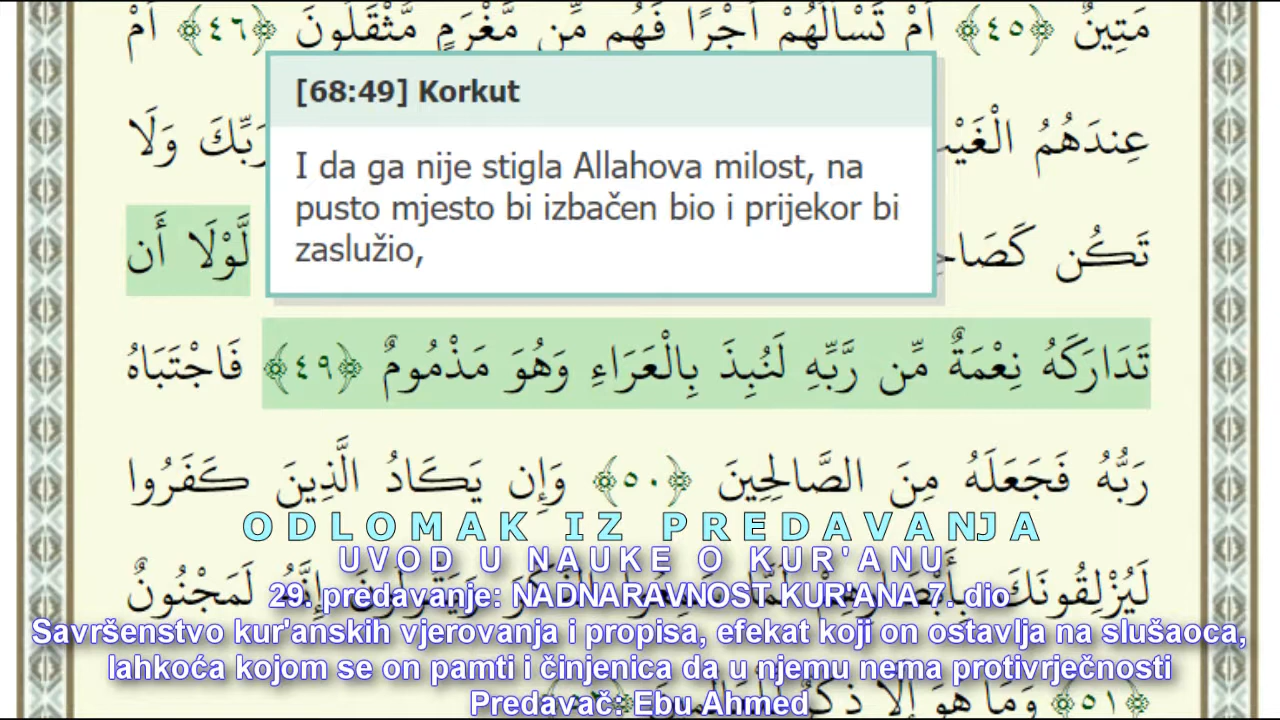 مَتِينٌ ﴿٤٥﴾ أَمْ تَسْأَلُهُمْ أَجْرًا فَهُم مِّن مَّغْرَمٍ مُّثْقَلُونَ ﴿٤٦﴾ أَمْ
[68:49] Korkut
عِندَهُمُ الْغَيْبُ رَبِّكَ وَلَا
I da ga nije stigla Allahova milost, na
pusto mjesto bi izbačen bio i prijekor bi
zaslužio,
تَكُن لَّوْلَا أَن
تَدَارَكَهُ نِعْمَةٌ مِّن رَّبِّهِ لَنُبِذَ بِالْعَرَاءِ وَهُوَ مَذْمُومٌ ﴿٤٩﴾ فَاجْتَبَاهُ
رَبُّهُ فَجَعَلَهُ مِنَ الصَّالِحِينَ ﴿٥٠﴾ وَإِن يَكَادُ الَّذِينَ كَفَرُوا
ODLOMAK IZ PREDAVANJA
UVOD U NAUKE O KUR'ANU
لَيُزْلِقُونَكَ إِنَّهُ لَمَجْنُونٌ
29. predavanje: NADNARAVNOST KUR'ANA 7. dio
Savršenstvo kur'anskih vjerovanja i propisa, efekat koji on ostavlja na slušaoca,
lahkoća kojom se on pamti i činjenica da u njemu nema protivrječnosti
﴿٥١﴾ وَمَا هُوَ إِلَّا ذِكْرٌ
Predavač: Ebu Ahmed